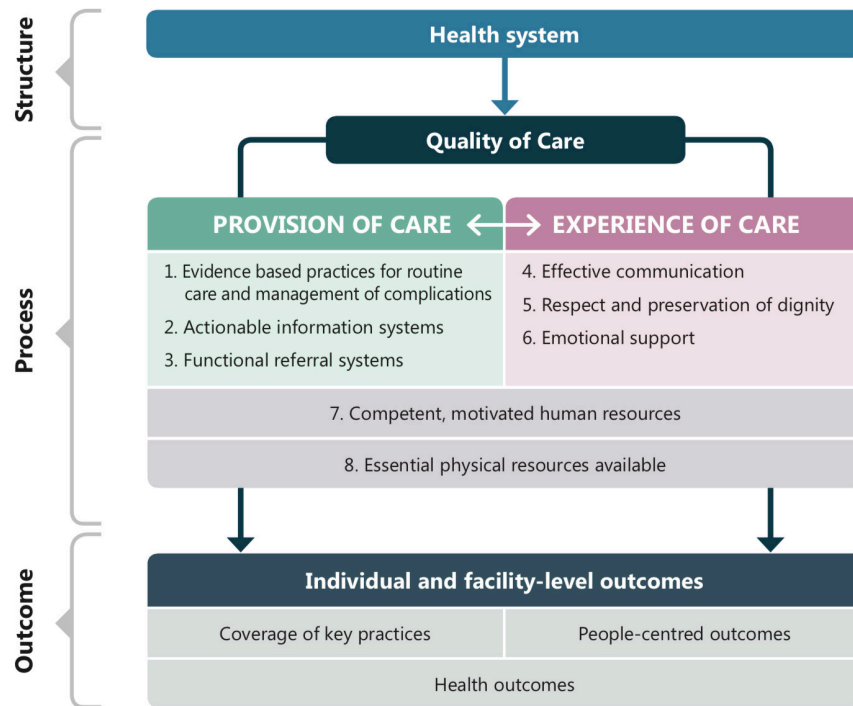 Structure
Health system
Process
Quality of Care
PROVISION OF CARE
EXPERIENCE OF CARE
1. Evidence based practices for routine
care and management of complications
2. Actionable information systems
3. Functional referral systems
4. Effective communication
5. Respect and preservation of dignity
6. Emotional support
7. Competent, motivated human resources
8. Essential physical resources available
Outcome
Individual and facility-level outcomes
Coverage of key practices
People-centred outcomes
Health outcomes